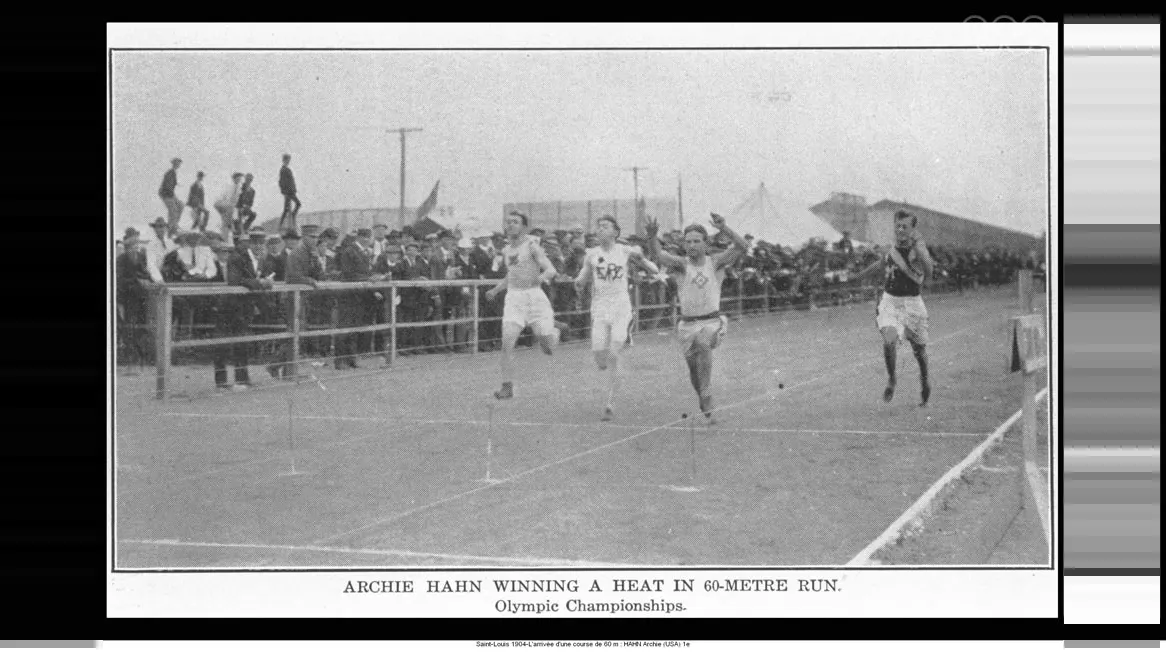 ARCHIE HAHN WINNING A HEAT IN 60-METRE RUN.
Olympic Championships.
Saint-Louis 1904-L'arrivée d'une course de 60 m : HAHN Archie (USA) 1e